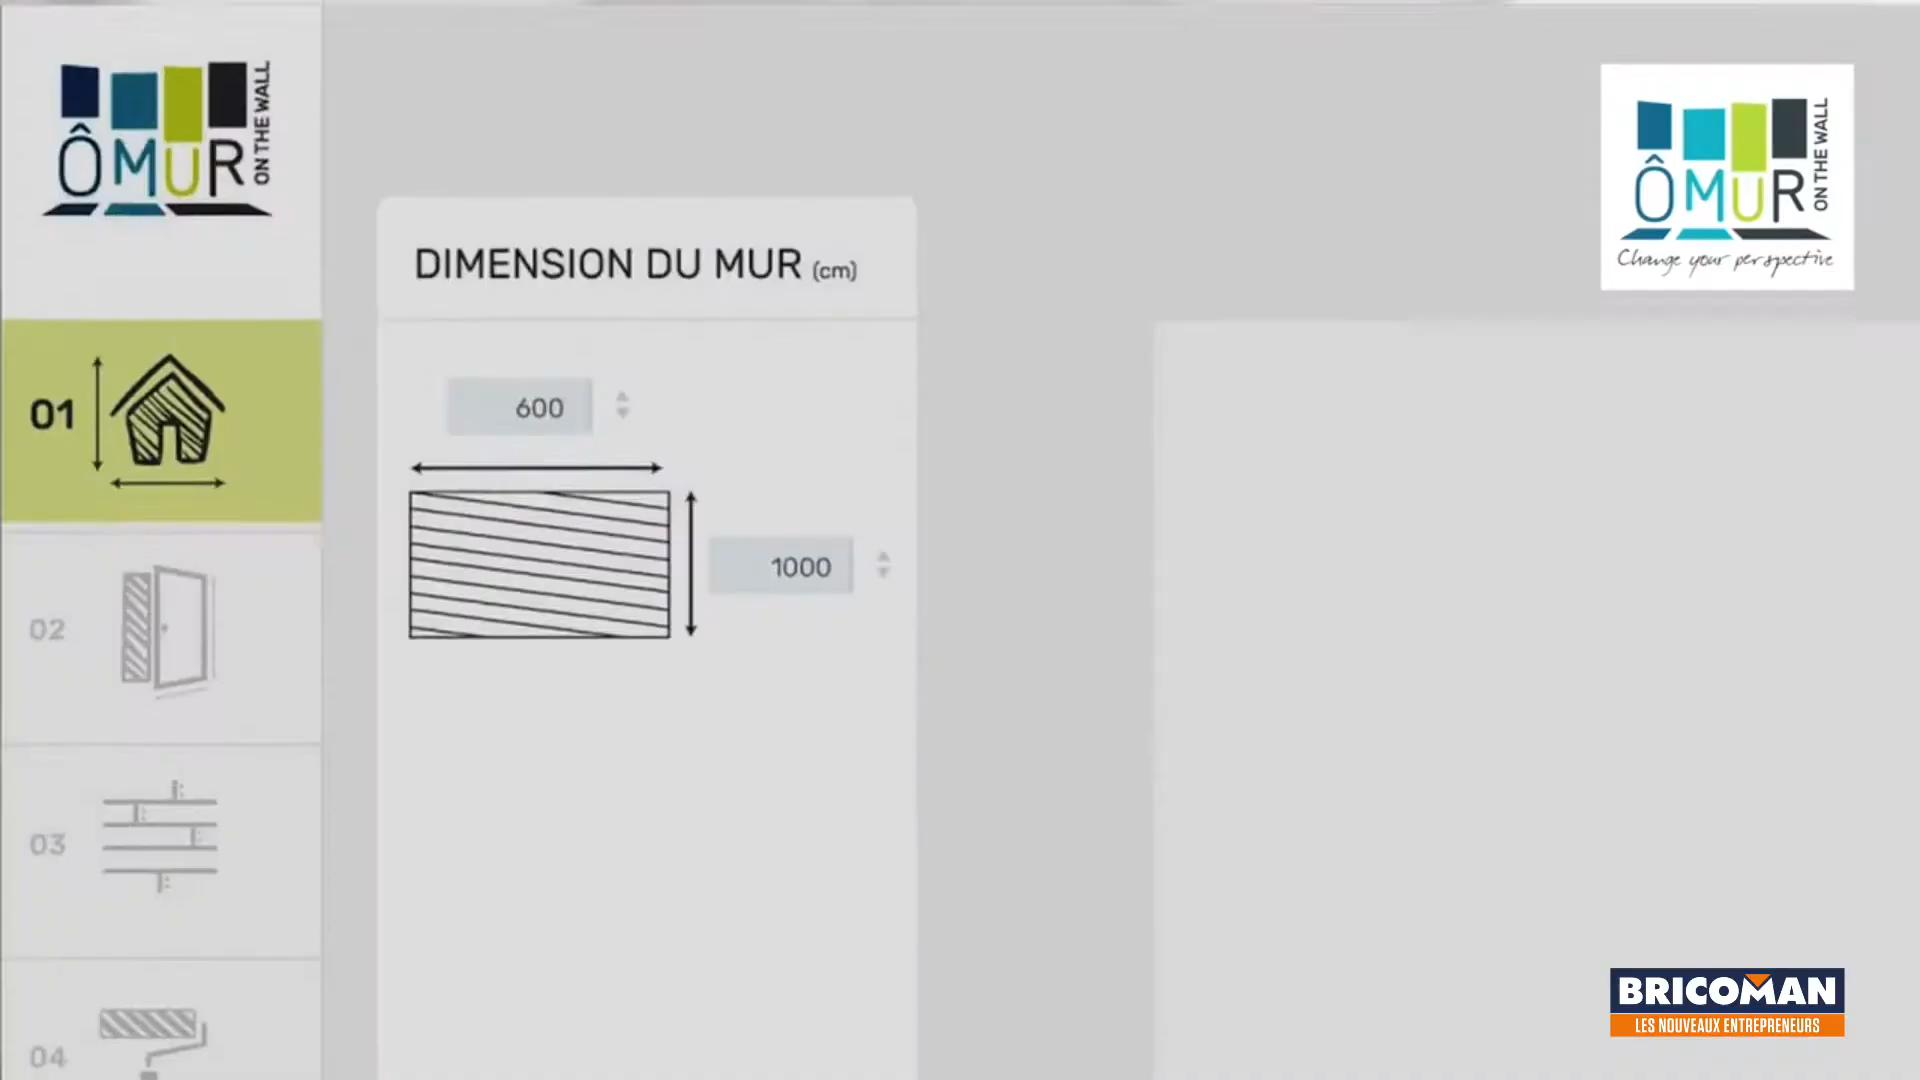 ÔMUR
ON THE WALL
ÔMUR
ON THE WALL
Change your perspective
DIMENSION DU MUR (cm)
600
1000
01
02
03
04
BRICOMAN
LES NOUVEAUX ENTREPRENEURS